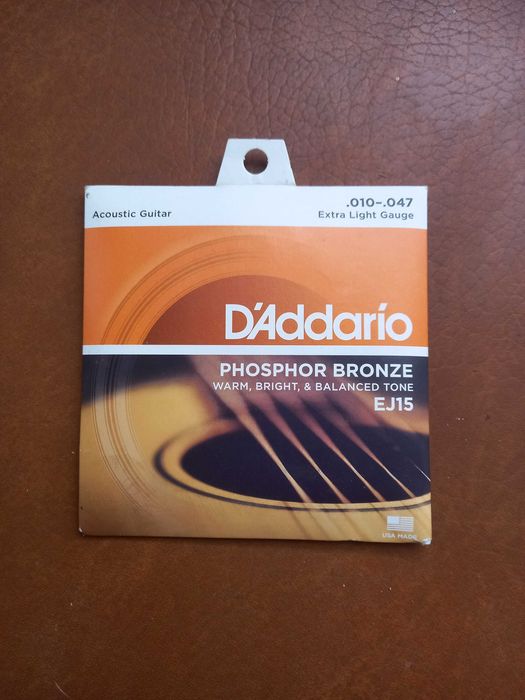 Acoustic Guitar
.010–.047
Extra Light Gauge
D'Addario
PHOSPHOR BRONZE
WARM, BRIGHT, & BALANCED TONE
EJ15
USA MADE